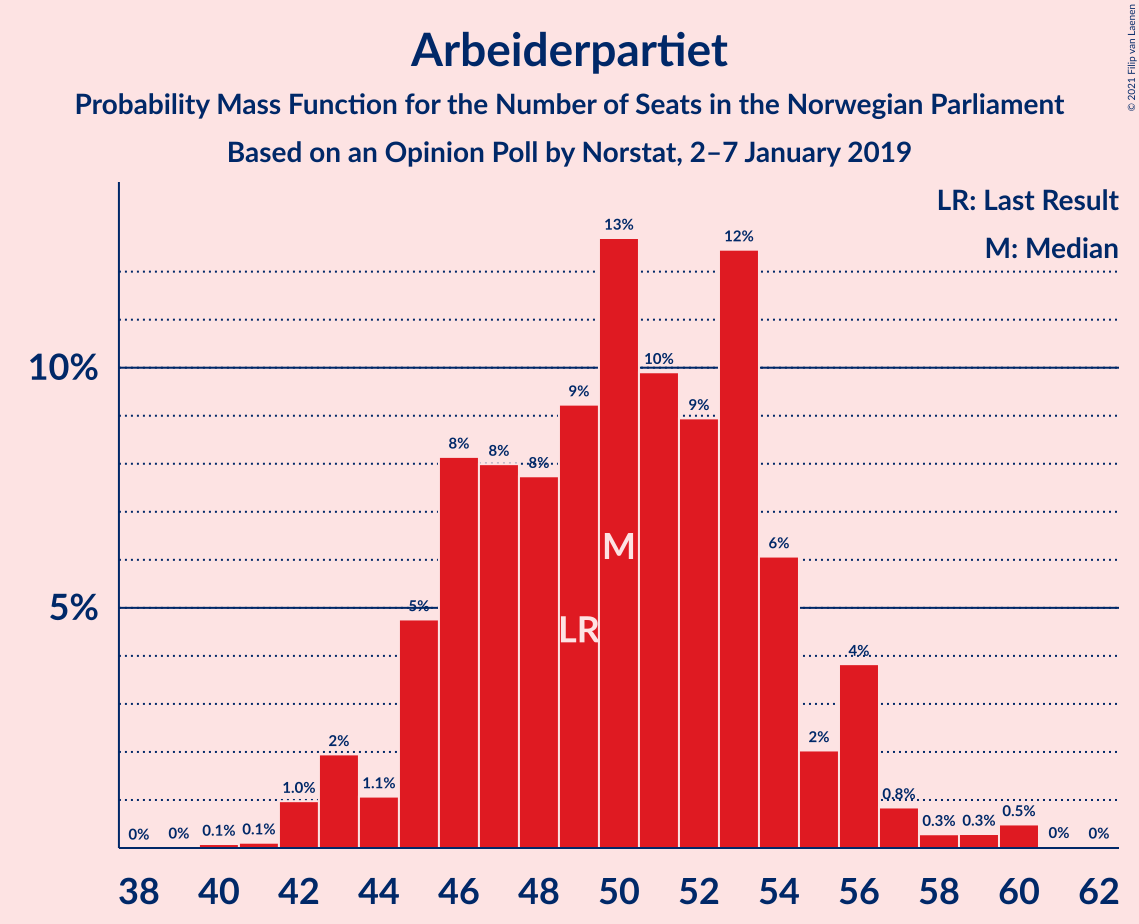 Arbeiderpartiet
Probability Mass Function for the Number of Seats in the Norwegian Parliament
Based on an Opinion Poll by Norstat, 2–7 January 2019
© 2021 Filip van Laenen
LR: Last Result
M: Median
10%
5%
0% 0% 0.1% 0.1% 1.0% 2% 1.1% 5% 8% 8% 8% 9% 13% 10% 9% 12% 6% 2% 4% 0.8% 0.3% 0.3% 0.5% 0% 0%
M
LR
38 40 42 44 46 48 50 52 54 56 58 60 62